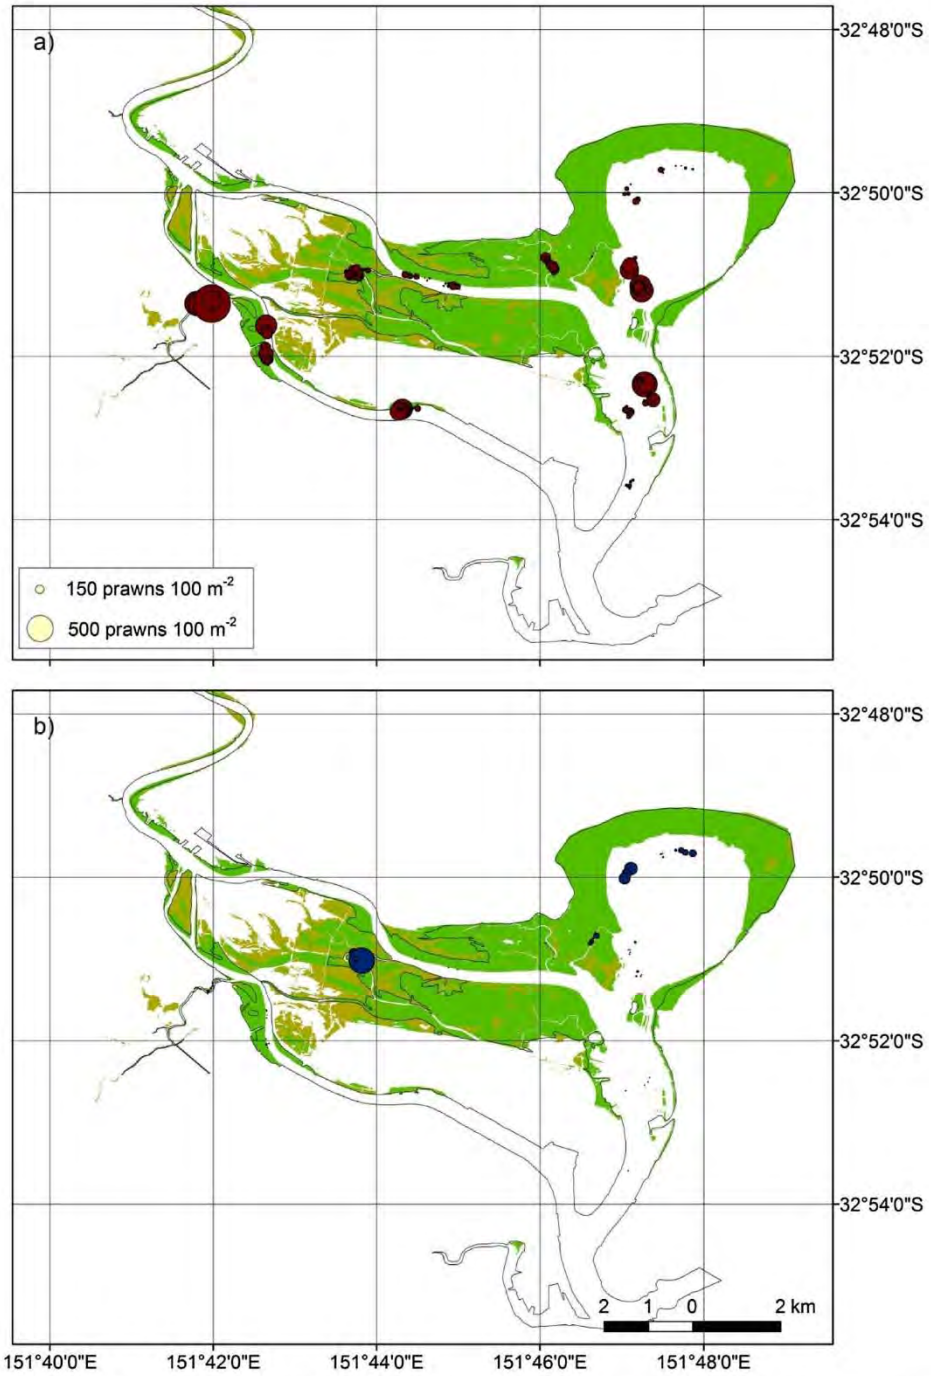 a)
32°48'0"S
32°50'0"S
32°52'0"S
32°54'0"S
150 prawns 100 m⁻²
500 prawns 100 m⁻²
b)
32°48'0"S
32°50'0"S
32°52'0"S
32°54'0"S
2 1 0 2 km
151°40'0"E 151°42'0"E 151°44'0"E 151°46'0"E 151°48'0"E